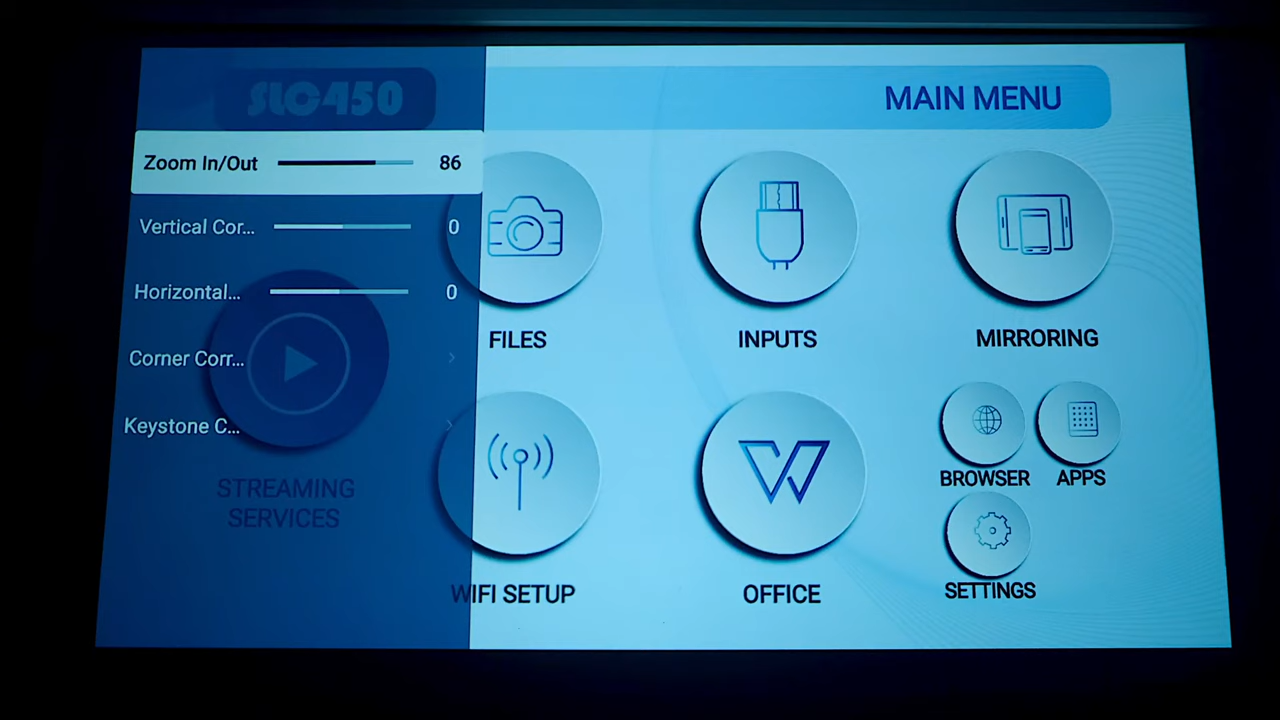 SLC450
MAIN MENU
Zoom In/Out 86
Vertical Cor... 0
Horizontal... 0
Corner Corr...
Keystone C...
STREAMING
SERVICES
FILES
INPUTS
MIRRORING
WIFI SETUP
OFFICE
BROWSER
APPS
SETTINGS